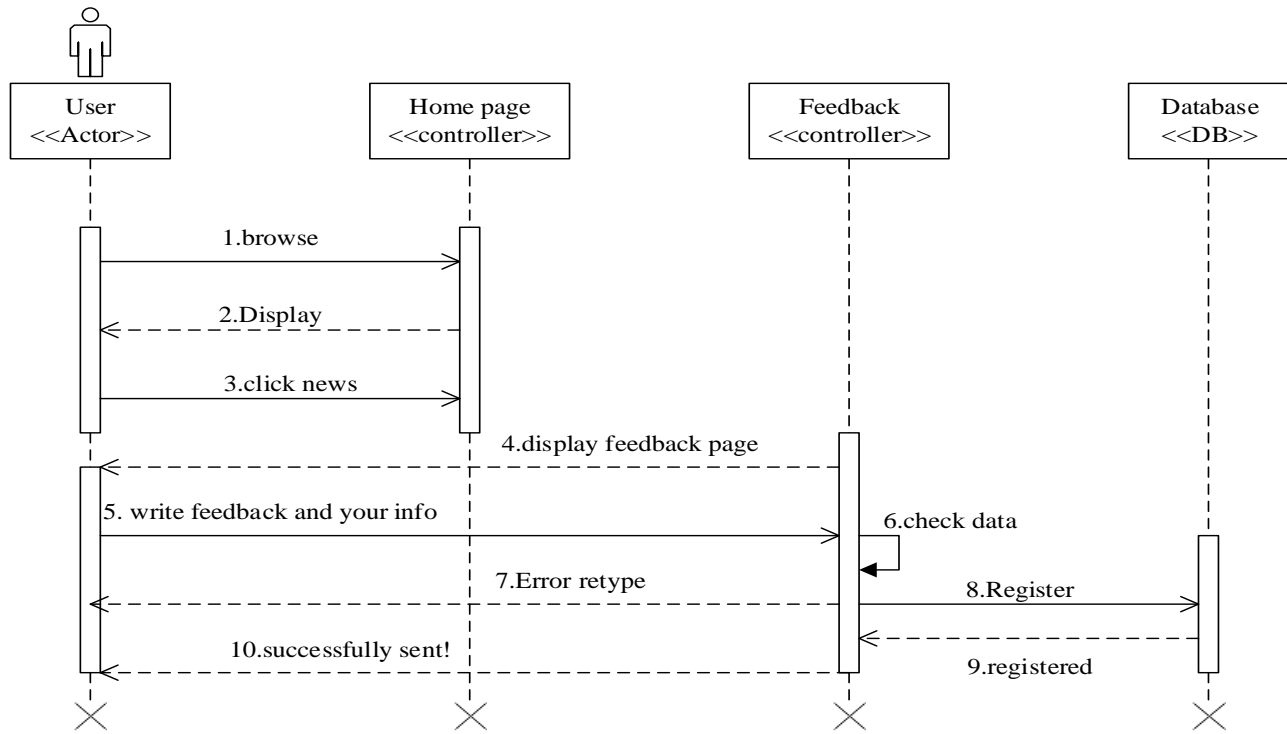 User
<<Actor>>
Home page
<<controller>>
Feedback
<<controller>>
Database
<<DB>>
1.browse
2.Display
3.click news
4.display feedback page
5. write feedback and your info
6.check data
7.Error retype
8.Register
9.registered
10.successfully sent!